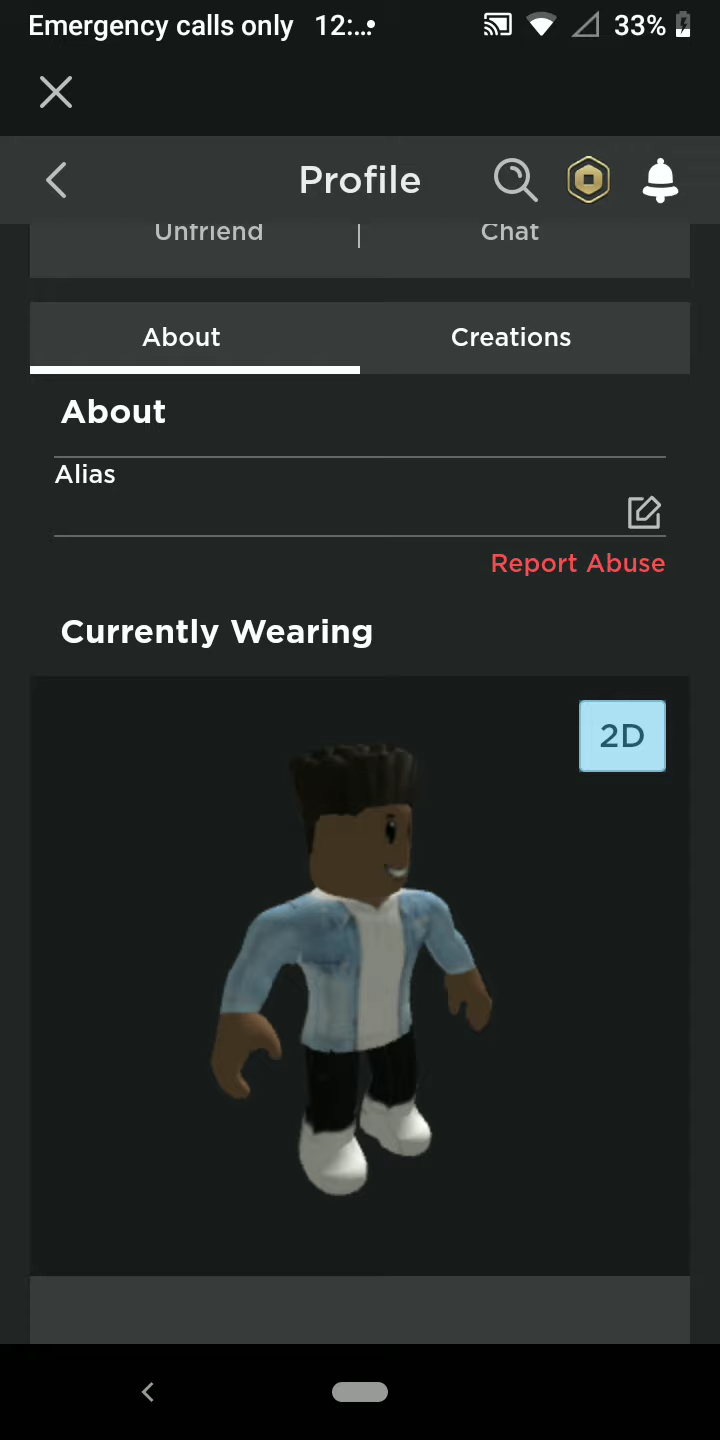 Emergency calls only 12:...• 33%
Profile
Unfriend | Chat
About Creations
About
Alias
Report Abuse
Currently Wearing
2D